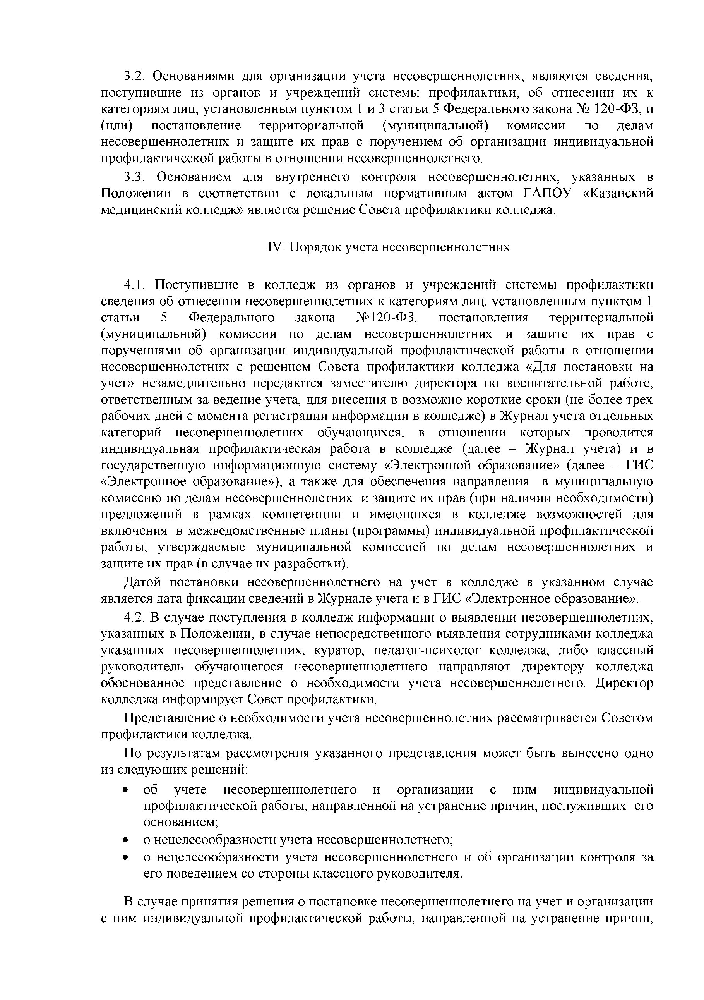 3.2. Основаниями для организации учета несовершеннолетних, являются сведения,
поступившие из органов и учреждений системы профилактики, об отнесении их к
категориям лиц, установленным пунктом 1 и 3 статьи 5 Федерального закона № 120-ФЗ, и
(или) постановление территориальной (муниципальной) комиссии по делам
несовершеннолетних и защите их прав с поручением об организации индивидуальной
профилактической работы в отношении несовершеннолетнего.
3.3. Основанием для внутреннего контроля несовершеннолетних, указанных в
Положении в соответствии с локальным нормативным актом ГАПОУ «Казанский
медицинский колледж» является решение Совета профилактики колледжа.
IV. Порядок учета несовершеннолетних
4.1. Поступившие в колледж из органов и учреждений системы профилактики
сведения об отнесении несовершеннолетних к категориям лиц, установленным пунктом 1
статьи 5 Федерального закона №120-ФЗ, постановления территориальной
(муниципальной) комиссии по делам несовершеннолетних и защите их прав с
поручениями об организации индивидуальной профилактической работы в отношении
несовершеннолетних с решением Совета профилактики колледжа «Для постановки на
учет» незамедлительно передаются заместителю директора по воспитательной работе,
ответственным за ведение учета, для внесения в возможно короткие сроки (не более трех
рабочих дней с момента регистрации информации в колледже) в Журнал учета отдельных
категорий несовершеннолетних обучающихся, в отношении которых проводится
индивидуальная профилактическая работа в колледже (далее – Журнал учета) и в
государственную информационную систему «Электронной образование» (далее – ГИС
«Электронное образование»), а также для обеспечения направления в муниципальную
комиссию по делам несовершеннолетних и защите их прав (при наличии необходимости)
предложений в рамках компетенции и имеющихся в колледже возможностей для
включения в межведомственные планы (программы) индивидуальной профилактической
работы, утверждаемые муниципальной комиссией по делам несовершеннолетних и
защите их прав (в случае их разработки).
Датой постановки несовершеннолетнего на учет в колледже в указанном случае
является дата фиксации сведений в Журнале учета и в ГИС «Электронное образование».
4.2. В случае поступления в колледж информации о выявлении несовершеннолетних,
указанных в Положении, в случае непосредственного выявления сотрудниками колледжа
указанных несовершеннолетних, куратор, педагог-психолог колледжа, либо классный
руководитель обучающегося несовершеннолетнего направляют директору колледжа
обоснованное представление о необходимости учёта несовершеннолетнего. Директор
колледжа информирует Совет профилактики.
Представление о необходимости учета несовершеннолетних рассматривается Советом
профилактики колледжа.
По результатам рассмотрения указанного представления может быть вынесено одно
из следующих решений:
• об учете несовершеннолетнего и организации с ним индивидуальной
профилактической работы, направленной на устранение причин, послуживших его
основанием;
• о нецелесообразности учета несовершеннолетнего;
• о нецелесообразности учета несовершеннолетнего и об организации контроля за
его поведением со стороны классного руководителя.
В случае принятия решения о постановке несовершеннолетнего на учет и организации
с ним индивидуальной профилактической работы, направленной на устранение причин,